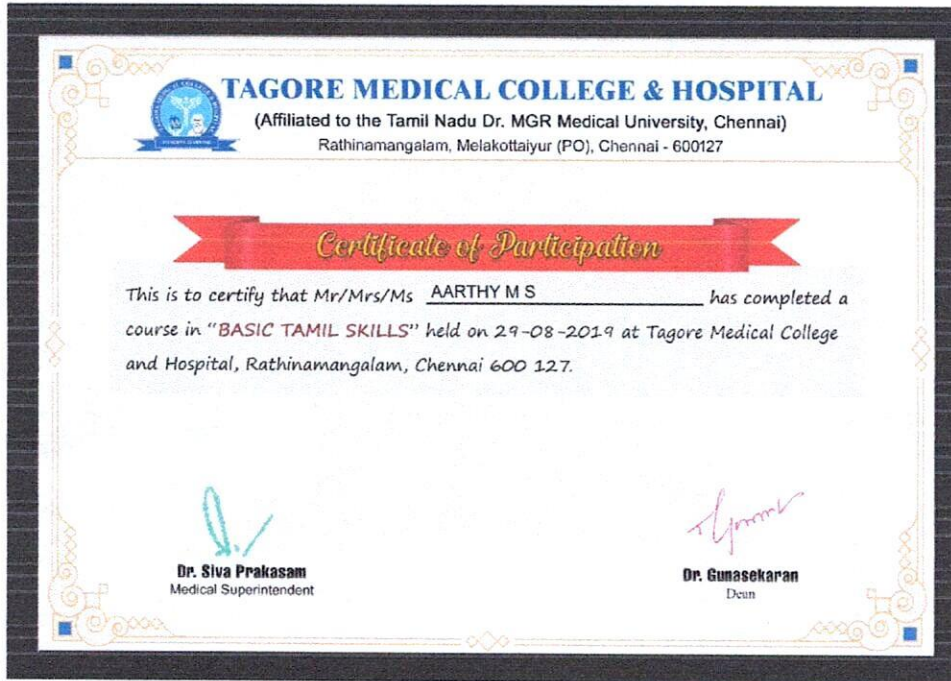 TAGORE MEDICAL COLLEGE & HOSPITAL
(Affiliated to the Tamil Nadu Dr. MGR Medical University, Chennai)
Rathinamangalam, Melakottaiyur (PO), Chennai - 600127
Certificate of Participation
This is to certify that Mr/Mrs/Ms AARTHY M S has completed a
course in "BASIC TAMIL SKILLS" held on 29-08-2019 at Tagore Medical College
and Hospital, Rathinamangalam, Chennai 600 127.
Dr. Siva Prakasam
Medical Superintendent
Dr. Gunasekaran
Dean